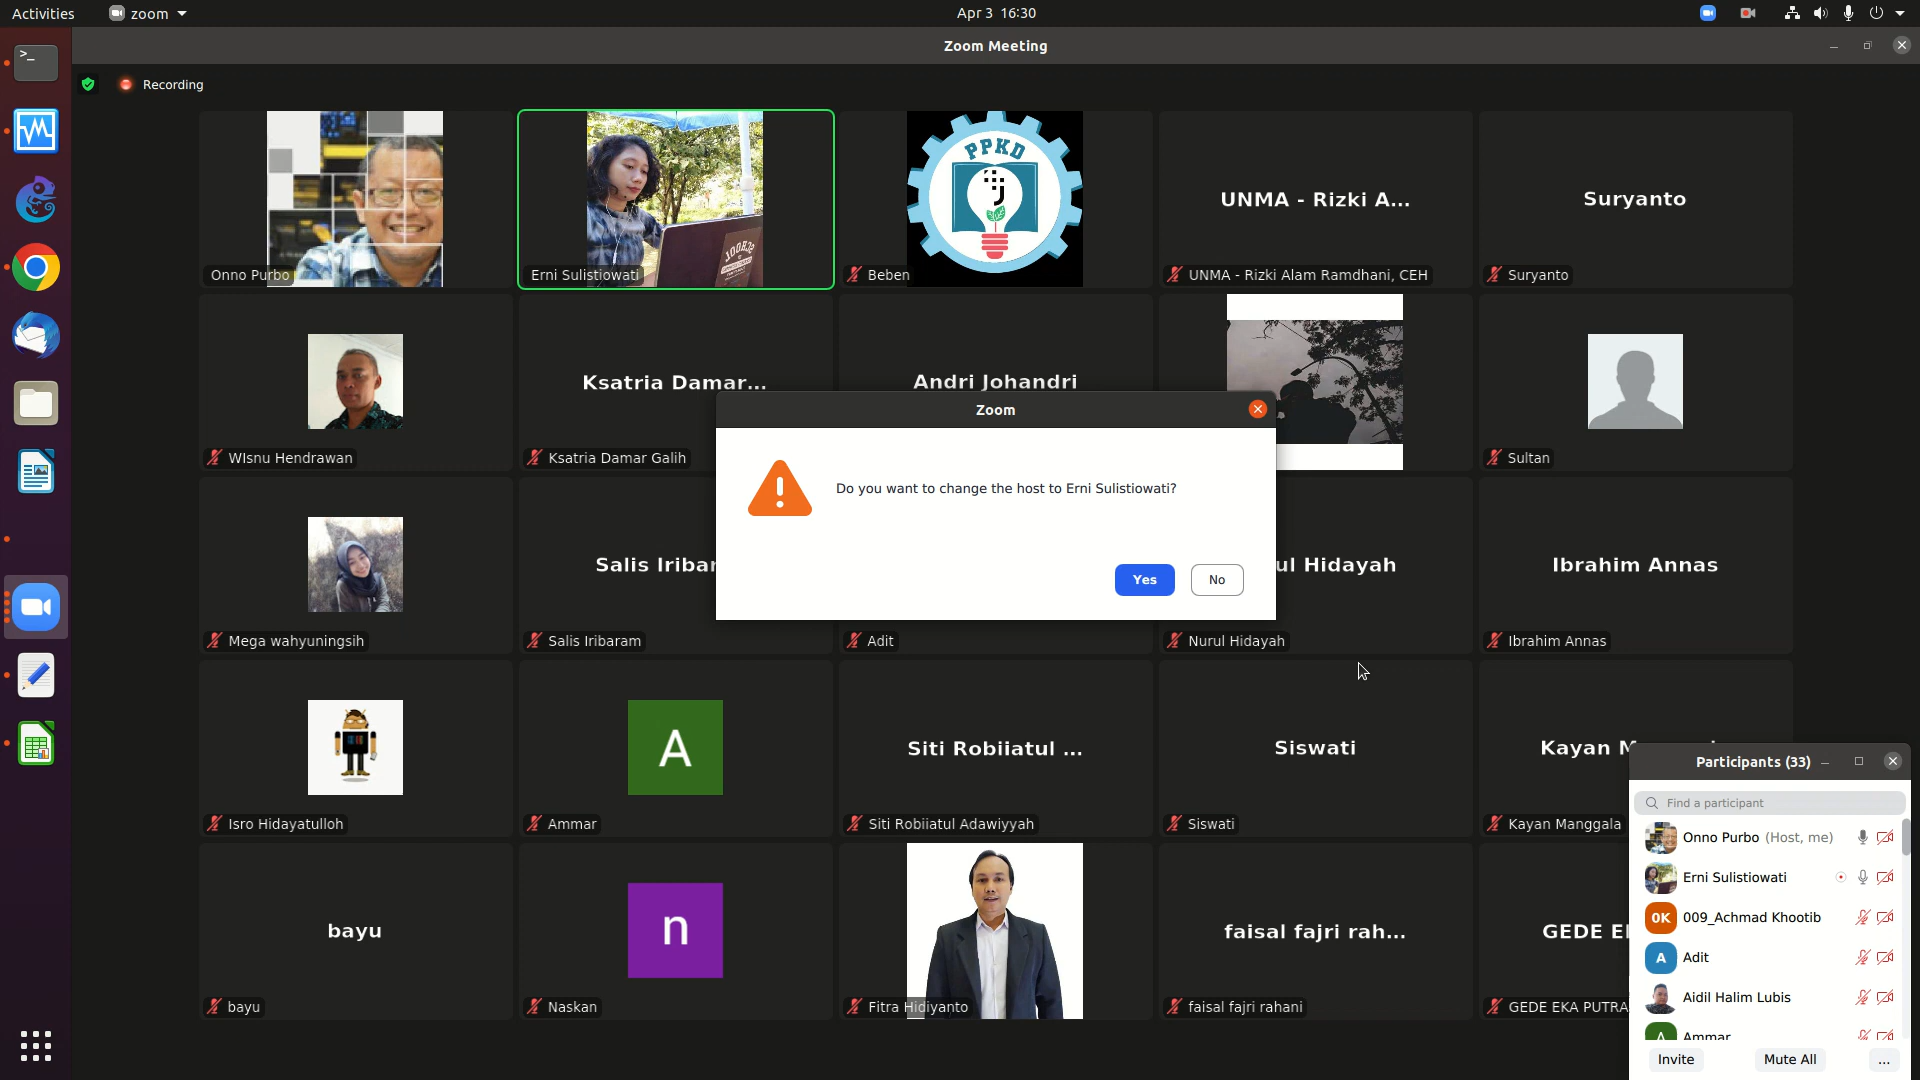 Activities
zoom
Apr 3 16:30
Zoom Meeting
Recording
Onno Purbo
Erni Sulistiowati
PPKD
Beben
UNMA - Rizki A...
UNMA - Rizki Alam Ramdhani, CEH
Suryanto
Suryanto
WIsnu Hendrawan
Ksatria Damar...
Ksatria Damar Galih
Andri Johandri
Sultan
Zoom
Do you want to change the host to Erni Sulistiowati?
Yes
No
Mega wahyuningsih
Salis Iribar
Salis Iribaram
Adit
ul Hidayah
Nurul Hidayah
Ibrahim Annas
Ibrahim Annas
Isro Hidayatulloh
A
Ammar
Siti Robiiatul ...
Siti Robiiatul Adawiyyah
Siswati
Siswati
Kayan M
Kayan Manggala
bayu
bayu
n
Naskan
Fitra Hidiyanto
faisal fajri rah...
faisal fajri rahani
GEDE E
GEDE EKA PUTRA
Participants (33)
Find a participant
Onno Purbo (Host, me)
Erni Sulistiowati
OK 009_Achmad Khootib
A Adit
Aidil Halim Lubis
A Ammar
Invite
Mute All
...